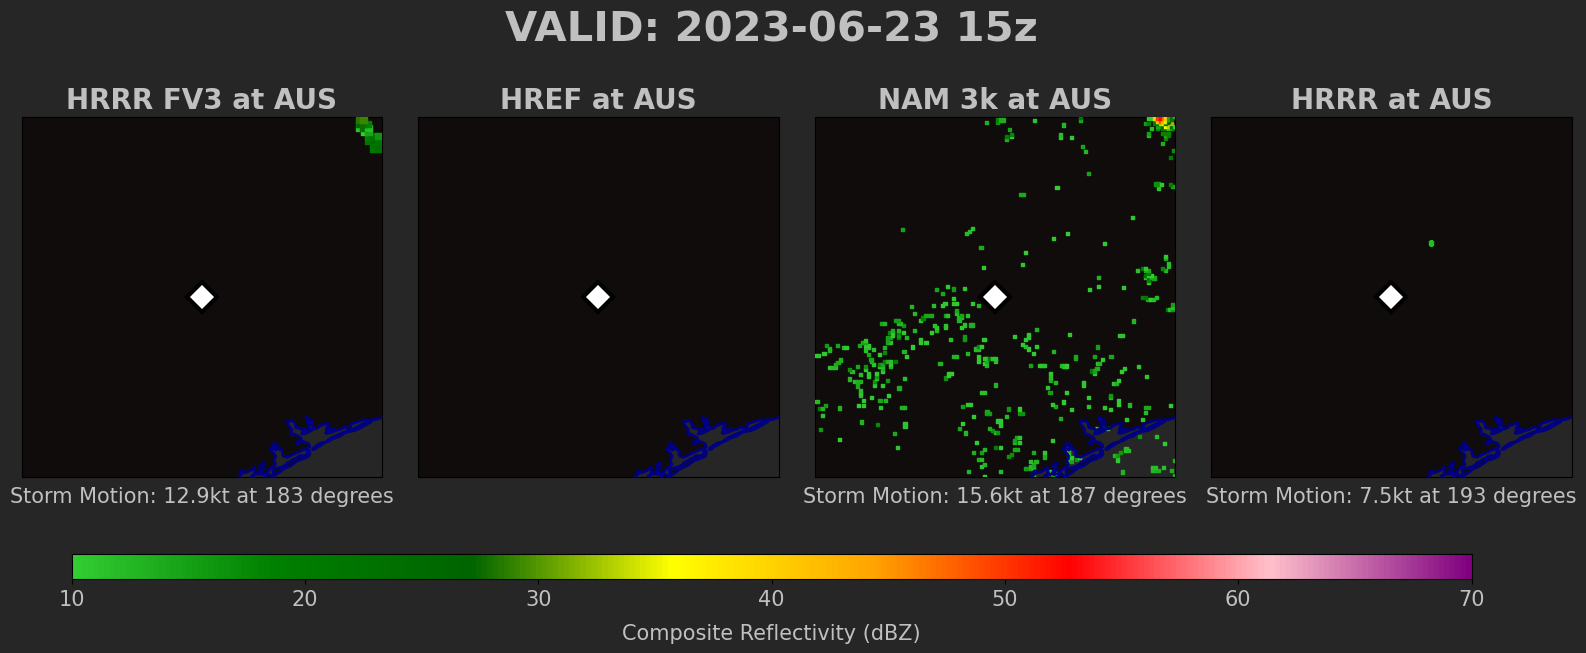 VALID: 2023-06-23 15z
HRRR FV3 at AUS
HREF at AUS
NAM 3k at AUS
HRRR at AUS
Storm Motion: 12.9kt at 183 degrees
Storm Motion: 15.6kt at 187 degrees
Storm Motion: 7.5kt at 193 degrees
10 20 30 40 50 60 70
Composite Reflectivity (dBZ)